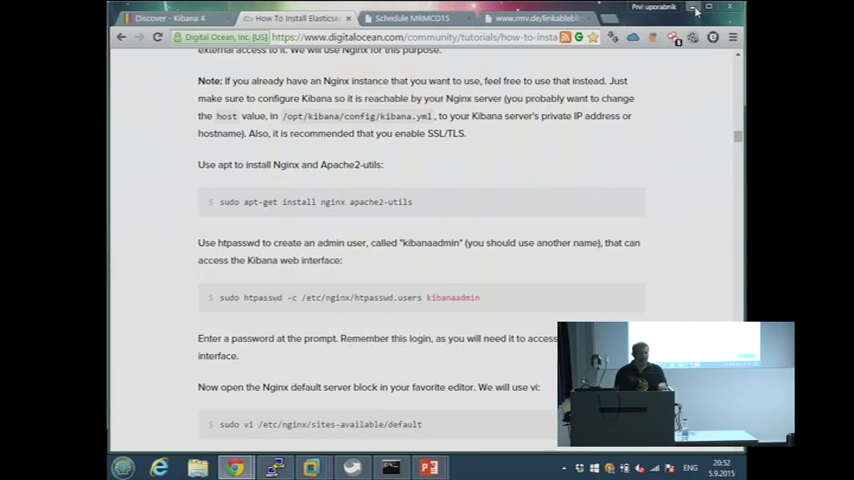 Prvi uporabnik
Discover - Kibana 4
How To Install Elasticse
Schedule MRMCD15
www.rmv.de/linkableble
Digital Ocean, Inc. [US]
https://www.digitalocean.com/community/tutorials/how-to-insta
external access to it. We will use Nginx for this purpose.
Note: If you already have an Nginx instance that you want to use, feel free to use that instead. Just
make sure to configure Kibana so it is reachable by your Nginx server (you probably want to change
the host value, in /opt/kibana/config/kibana.yml, to your Kibana server's private IP address or
hostname). Also, it is recommended that you enable SSL/TLS.
Use apt to install Nginx and Apache2-utils:
$ sudo apt-get install nginx apache2-utils
Use htpasswd to create an admin user, called "kibanaadmin" (you should use another name), that can
access the Kibana web interface:
$ sudo htpasswd -c /etc/nginx/htpasswd.users kibanaadmin
Enter a password at the prompt. Remember this login, as you will need it to access
interface.
Now open the Nginx default server block in your favorite editor. We will use vi:
$ sudo vi /etc/nginx/sites-available/default
ENG
20:52
5.9.2015